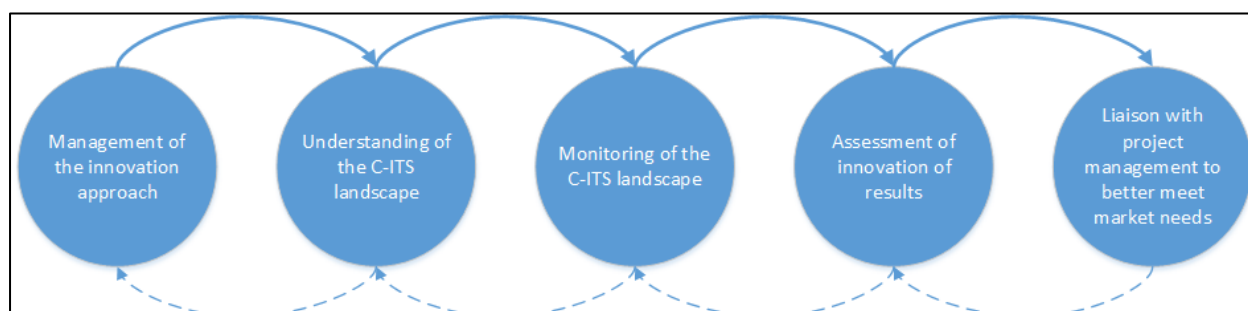 Management of
the innovation
approach
Understanding of
the C-ITS
landscape
Monitoring of the
C-ITS landscape
Assessment of
innovation of
results
Liaison with
project
management to
better meet
market needs